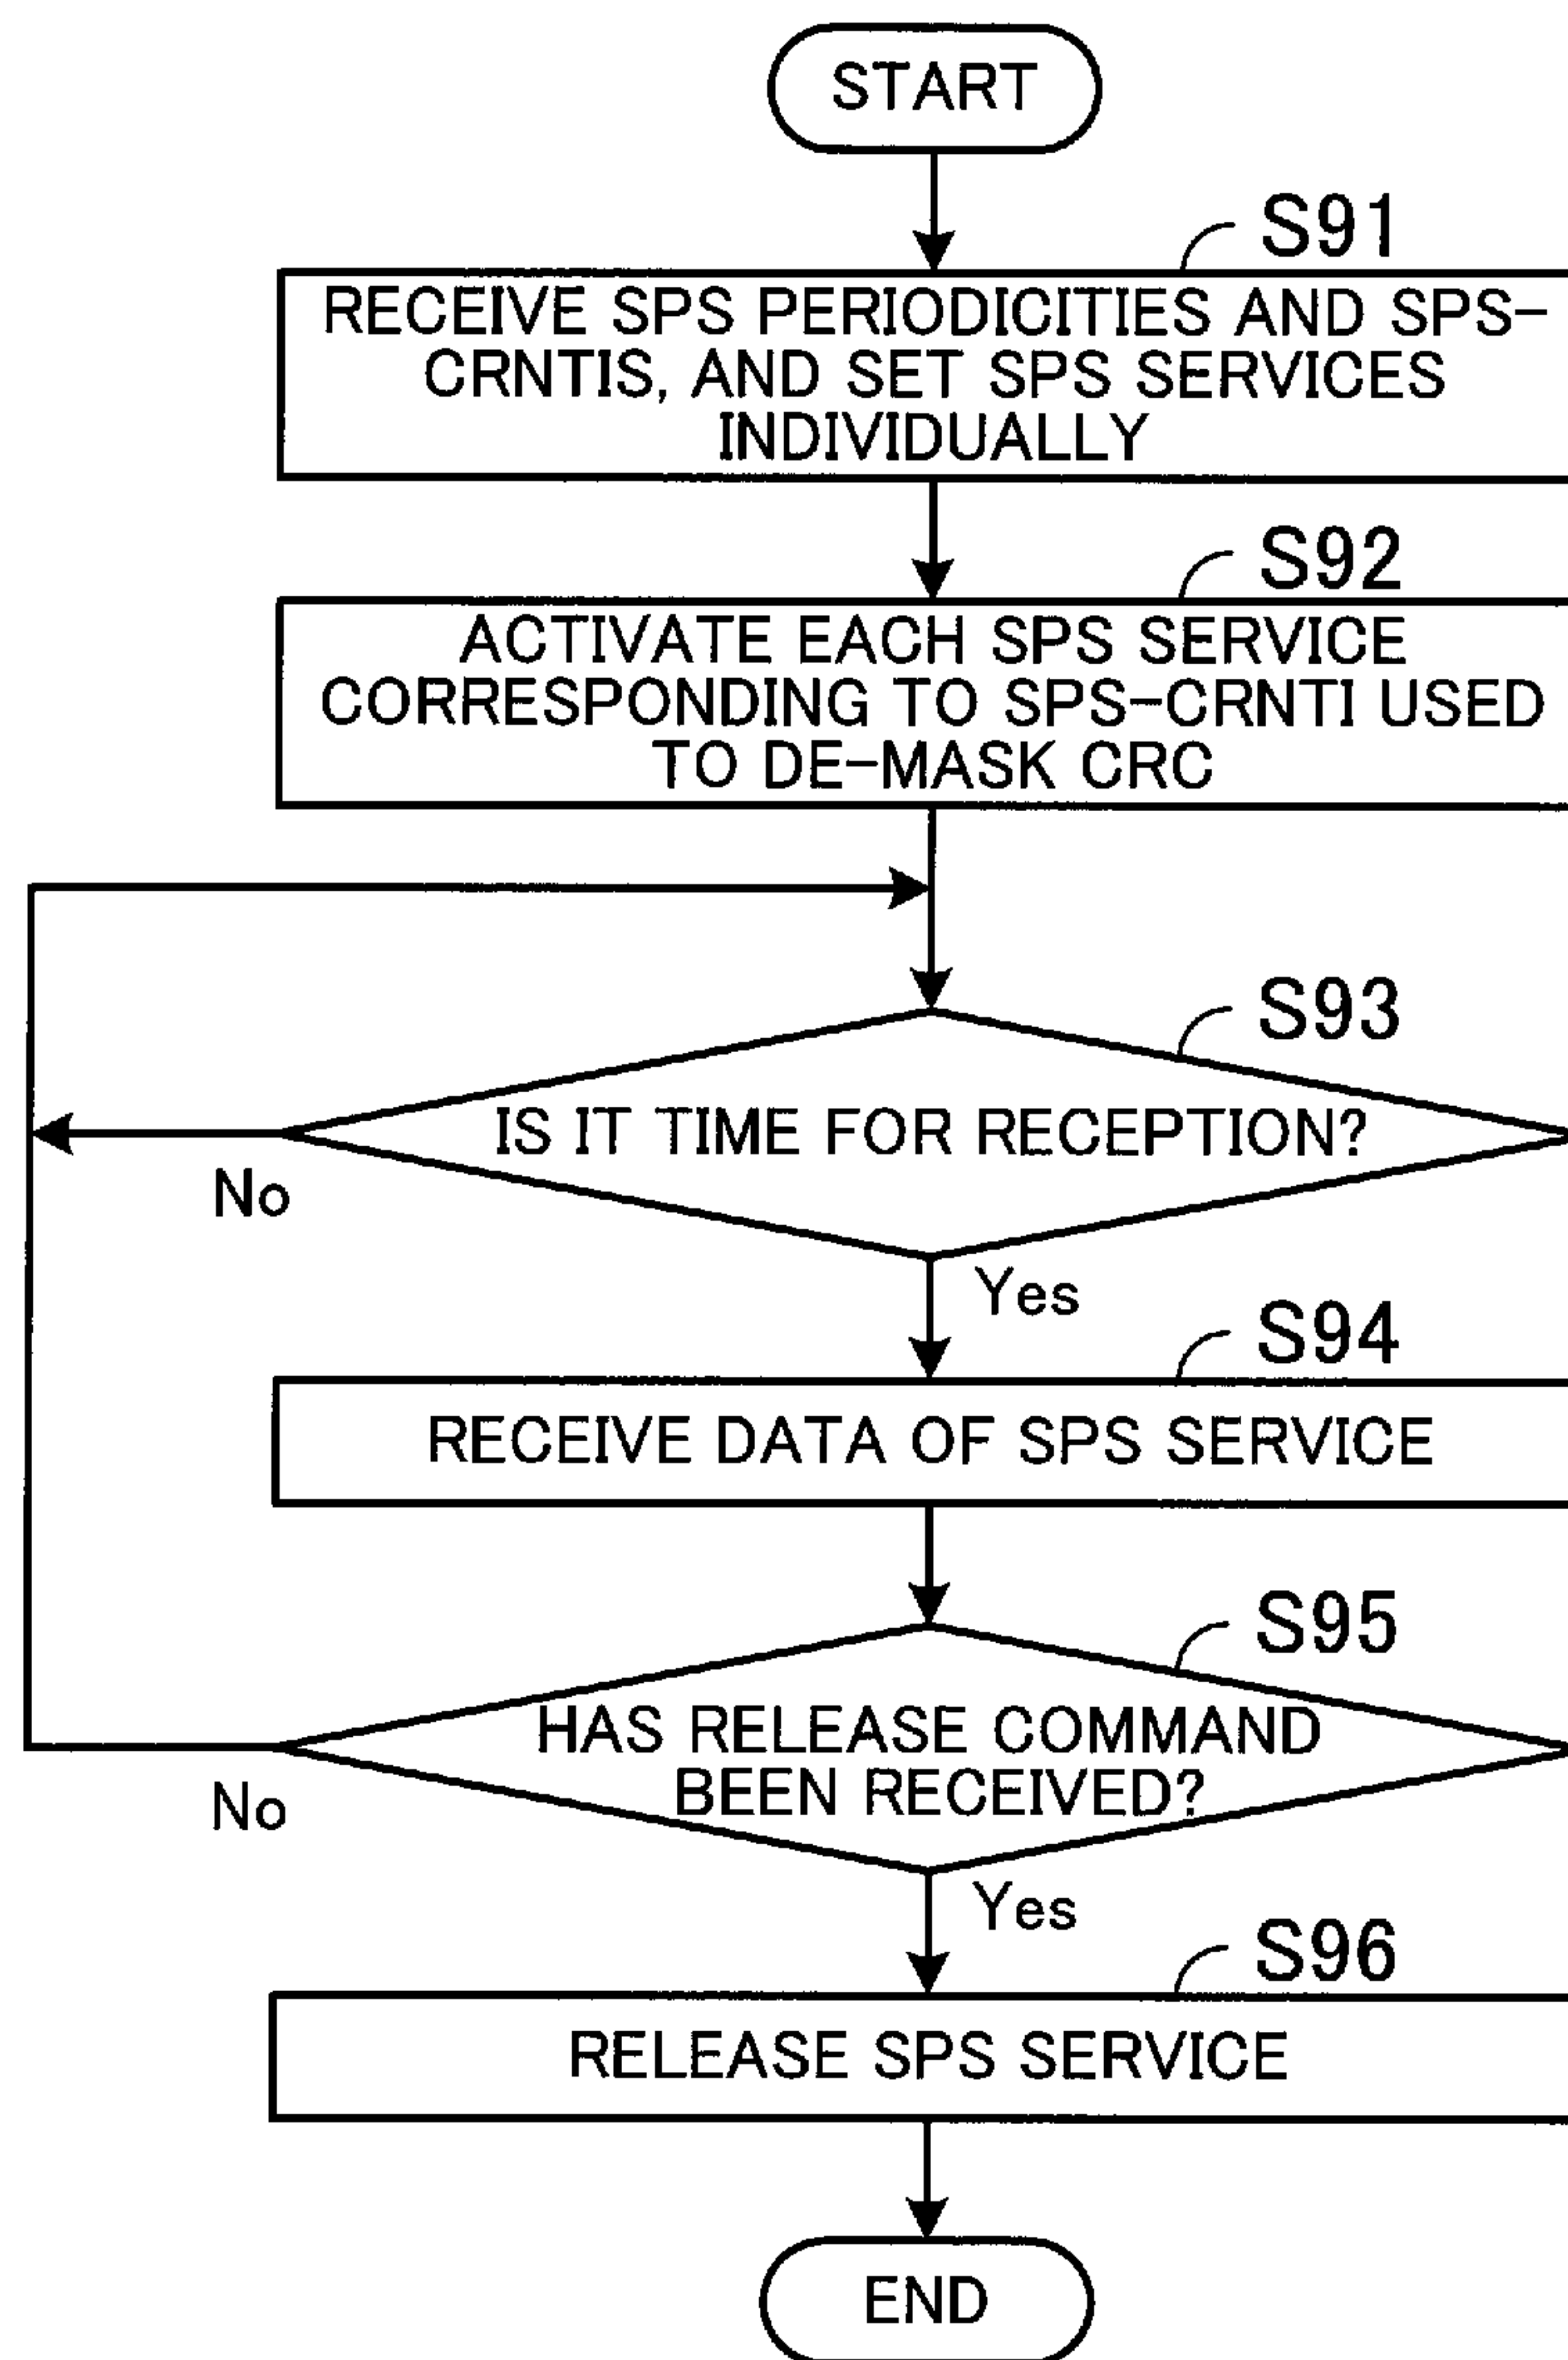 START
S91
RECEIVE SPS PERIODICITIES AND SPS-
CRNTIS, AND SET SPS SERVICES
INDIVIDUALLY
S92
ACTIVATE EACH SPS SERVICE
CORRESPONDING TO SPS-CRNTI USED
TO DE-MASK CRC
S93
IS IT TIME FOR RECEPTION?
No
Yes
S94
RECEIVE DATA OF SPS SERVICE
S95
HAS RELEASE COMMAND
BEEN RECEIVED?
No
Yes
S96
RELEASE SPS SERVICE
END